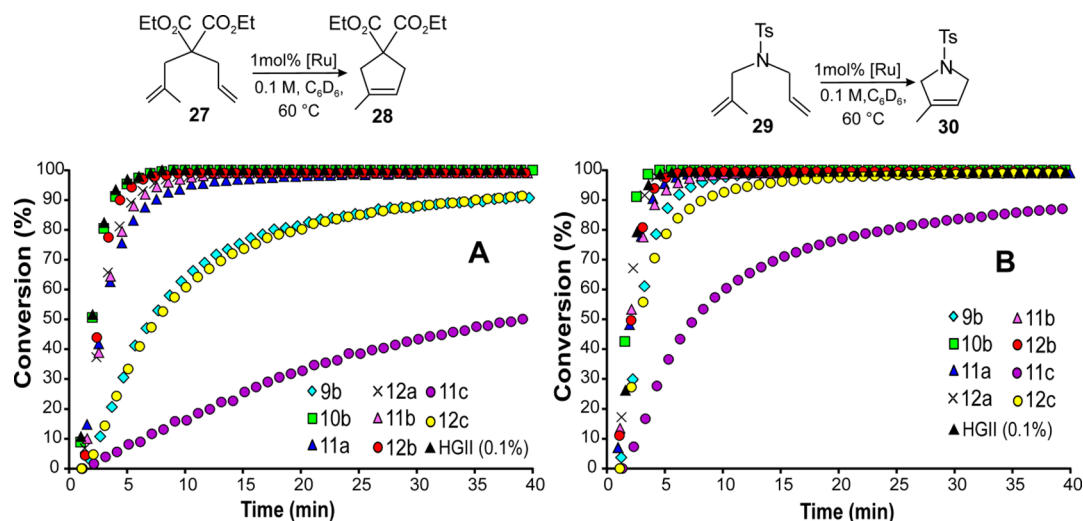 EtO₂C CO₂Et
1mol% [Ru]
0.1 M, C₆D₆,
60 °C
27
EtO₂C CO₂Et
28
Ts
N
1mol% [Ru]
0.1 M,C₆D₆,
60 °C
29
Ts
N
30
Conversion (%)
100
90
80
70
60
50
40
30
20
10
0
0 5 10 15 20 25 30 35 40
Time (min)
A
9b 12a 11c
10b 11b 12c
11a 12b HGII (0.1%)
Conversion (%)
100
90
80
70
60
50
40
30
20
10
0
0 5 10 15 20 25 30 35 40
Time (min)
B
9b 11b
10b 12b
11a 11c
12a 12c
HGII (0.1%)